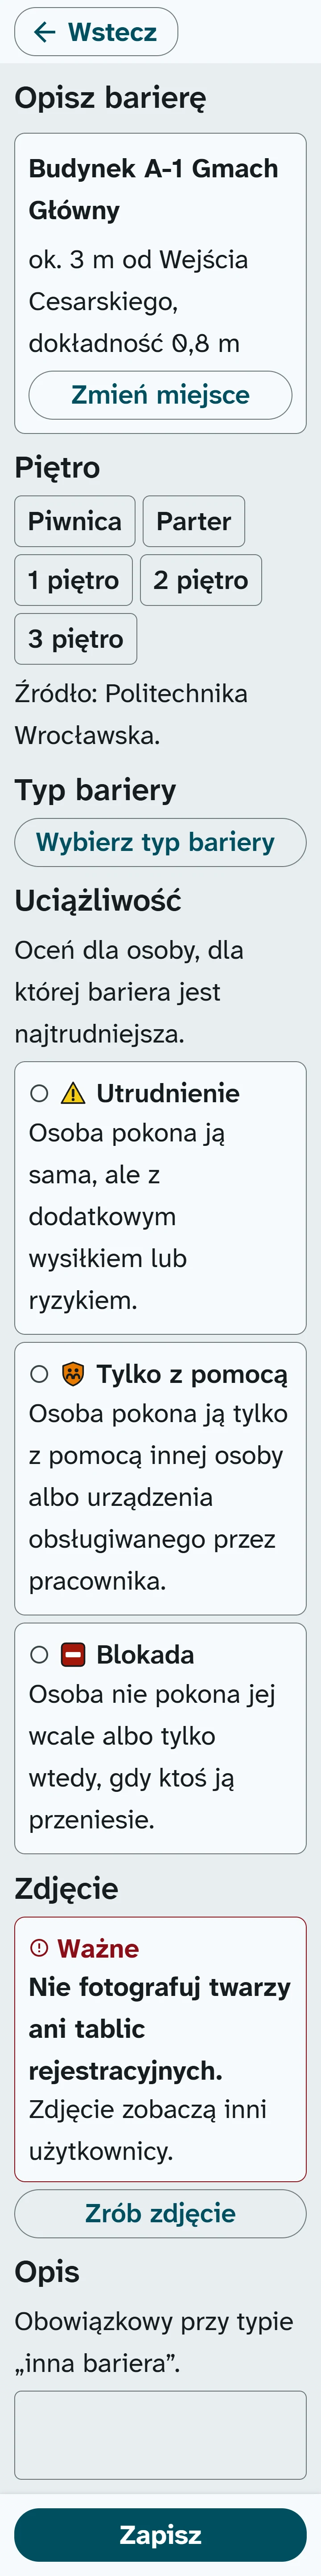 Wstecz
Opisz barierę
Budynek A-1 Gmach
Główny
ok. 3 m od Wejścia
Cesarskiego,
dokładność 0,8 m
Zmień miejsce
Piętro
Piwnica
Parter
1 piętro
2 piętro
3 piętro
Źródło: Politechnika
Wrocławska.
Typ bariery
Wybierz typ bariery
Uciążliwość
Oceń dla osoby, dla
której bariera jest
najtrudniejsza.
Utrudnienie
Osoba pokona ją
sama, ale z
dodatkowym
wysiłkiem lub
ryzykiem.
Tylko z pomocą
Osoba pokona ją tylko
z pomocą innej osoby
albo urządzenia
obsługiwanego przez
pracownika.
Blokada
Osoba nie pokona jej
wcale albo tylko
wtedy, gdy ktoś ją
przeniesie.
Zdjęcie
Ważne
Nie fotografuj twarzy
ani tablic
rejestracyjnych.
Zdjęcie zobaczą inni
użytkownicy.
Zrób zdjęcie
Opis
Obowiązkowy przy typie
„inna bariera”.
Zapisz